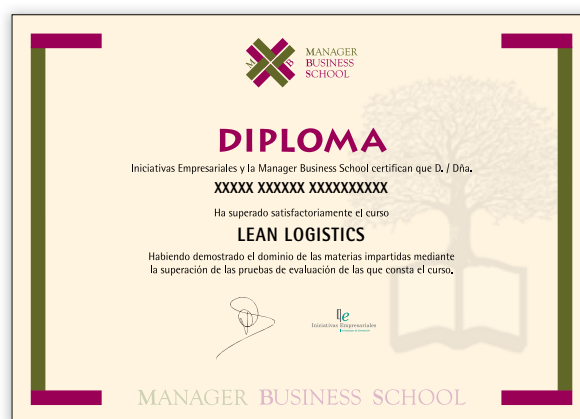 M B
MANAGER
BUSINESS
SCHOOL
DIPLOMA
Iniciativas Empresariales y la Manager Business School certifican que D. / Dña.
XXXXX XXXXXX XXXXXXXXXX
Ha superado satisfactoriamente el curso
LEAN LOGISTICS
Habiendo demostrado el dominio de las materias impartidas mediante
la superación de las pruebas de evaluación de las que consta el curso.
Iniciativas Empresariales
MANAGER BUSINESS SCHOOL